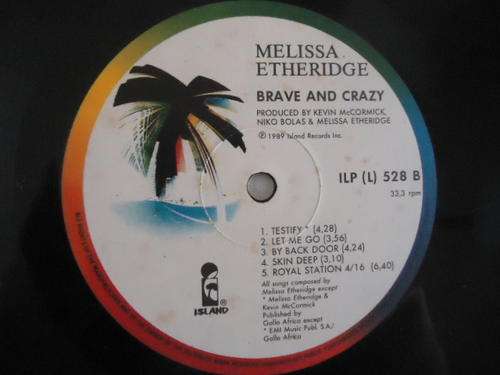 MELISSA
ETHERIDGE
BRAVE AND CRAZY
PRODUCED BY KEVIN McCORMICK,
NIKO BOLAS & MELISSA ETHERIDGE
℗ 1989 Island Records Inc.
ILP (L) 528 B
33,3 rpm
1. TESTIFY * (4,28)
2. LET ME GO (3,56)
3. BY BACK DOOR (4,24)
4. SKIN DEEP (3,10)
5. ROYAL STATION 4/16 (6,40)
All songs composed by
Melissa Etheridge except
* Melissa Etheridge &
Kevin McCormick
Published by
Gallo Africa except
* EMI Music Publ. S.A./
Gallo Africa
ISLAND
®